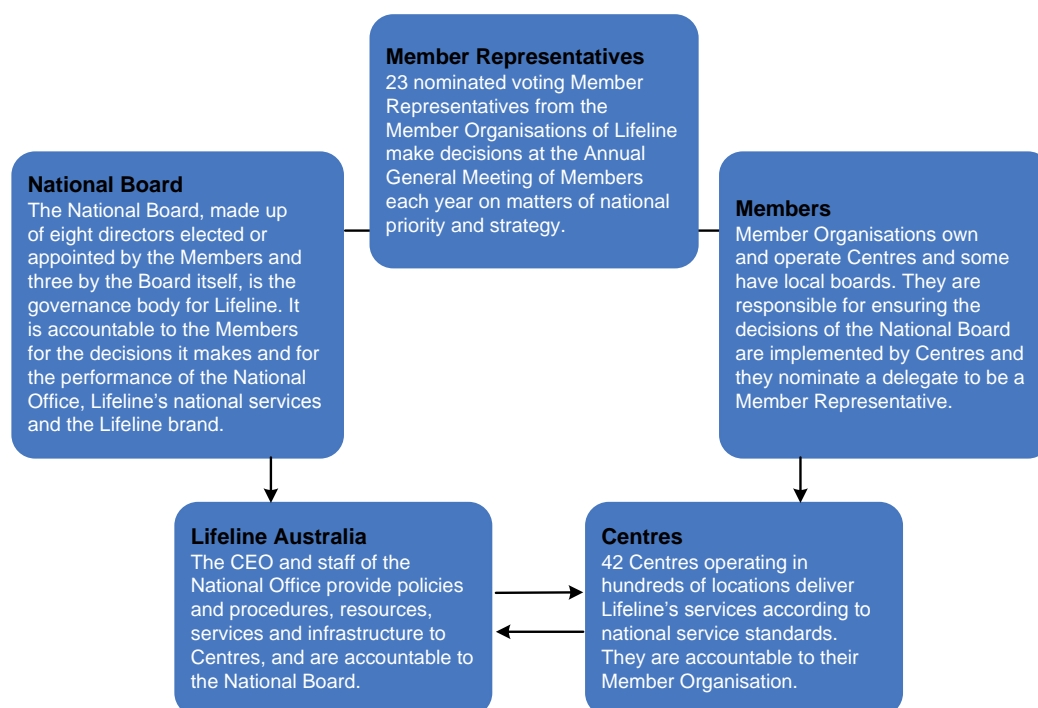 Member Representatives
23 nominated voting Member
Representatives from the
Member Organisations of Lifeline
make decisions at the Annual
General Meeting of Members
each year on matters of national
priority and strategy.
National Board
The National Board, made up
of eight directors elected or
appointed by the Members and
three by the Board itself, is the
governance body for Lifeline. It
is accountable to the Members
for the decisions it makes and for
the performance of the National
Office, Lifeline’s national services
and the Lifeline brand.
Members
Member Organisations own
and operate Centres and some
have local boards. They are
responsible for ensuring the
decisions of the National Board
are implemented by Centres and
they nominate a delegate to be a
Member Representative.
Lifeline Australia
The CEO and staff of the
National Office provide policies
and procedures, resources,
services and infrastructure to
Centres, and are accountable to
the National Board.
Centres
42 Centres operating in
hundreds of locations deliver
Lifeline’s services according to
national service standards.
They are accountable to their
Member Organisation.